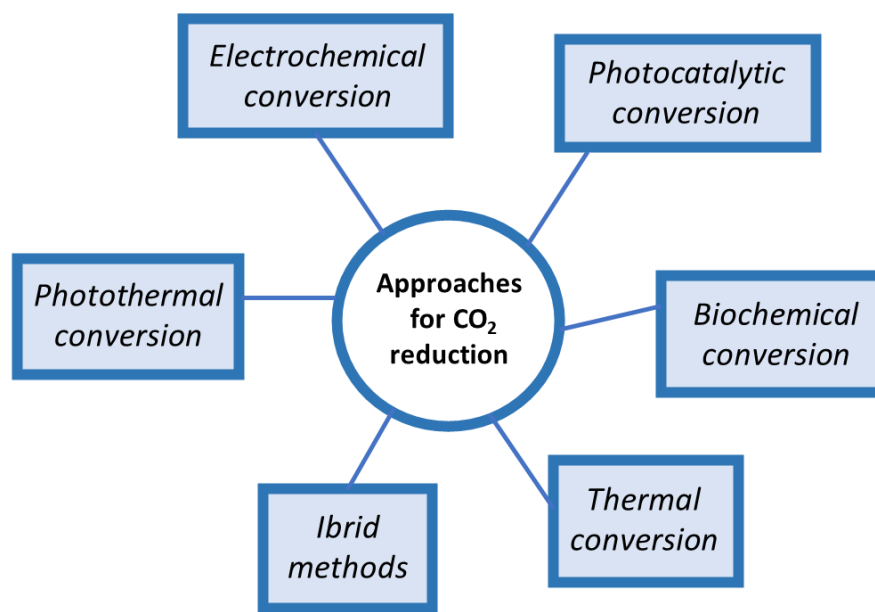 Electrochemical
conversion
Photocatalytic
conversion
Photothermal
conversion
Approaches
for CO₂
reduction
Biochemical
conversion
Ibrid
methods
Thermal
conversion